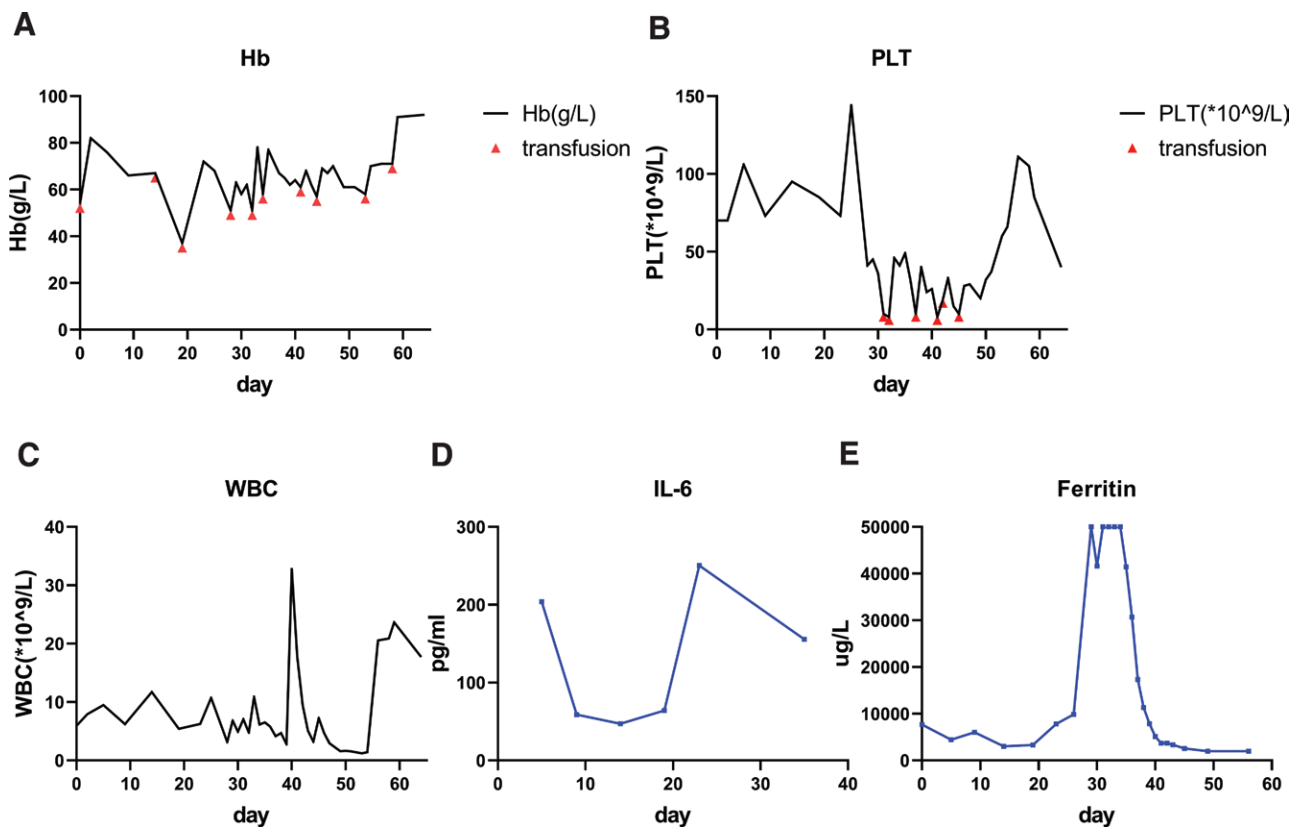 A
Hb
Hb(g/L)
100
80
60
40
20
0
0 10 20 30 40 50 60
day
Hb(g/L)
transfusion
B
PLT
PLT(*10^9/L)
150
100
50
0
0 10 20 30 40 50 60
day
PLT(*10^9/L)
transfusion
C
WBC
WBC(*10^9/L)
40
30
20
10
0
0 10 20 30 40 50 60
day
D
IL-6
pg/ml
300
200
100
0
0 10 20 30 40
day
E
Ferritin
ug/L
50000
40000
30000
20000
10000
0
0 10 20 30 40 50 60
day